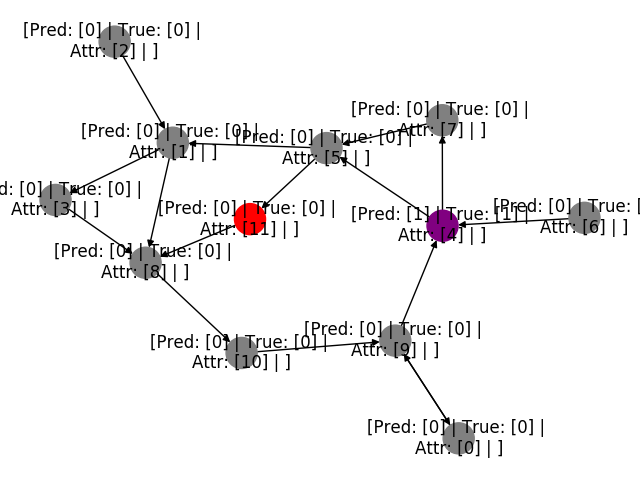 [Pred: [0] | True: [0] |
Attr: [2] | ]
[Pred: [0] | True: [0] |
Attr: [7] | ]
[Pred: [0] | True: [0] |
Attr: [1] | ]
[Pred: [0] | True: [0] |
Attr: [5] | ]
d: [0] | True: [0] |
Attr: [3] | ]
[Pred: [0] | True: [0] |
Attr: [11] | ]
[Pred: [1] | True: [1] |
Attr: [4] | ]
[Pred: [0] | True: [
Attr: [6] | ]
[Pred: [0] | True: [0] |
Attr: [8] | ]
[Pred: [0] | True: [0] |
Attr: [10] | ]
[Pred: [0] | True: [0] |
Attr: [9] | ]
[Pred: [0] | True: [0] |
Attr: [0] | ]